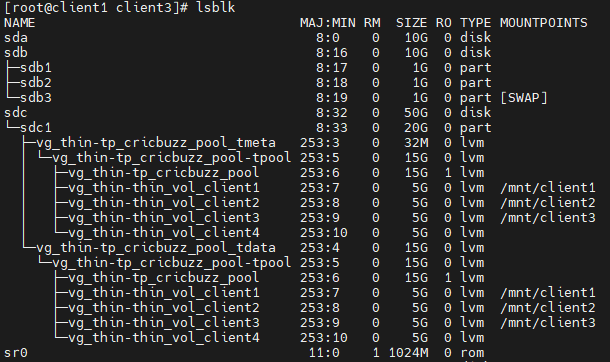 [root@client1 client3]# lsblk
NAME MAJ:MIN RM SIZE RO TYPE MOUNTPOINTS
sda 8:0 0 10G 0 disk
sdb 8:16 0 10G 0 disk
├─sdb1 8:17 0 1G 0 part
├─sdb2 8:18 0 1G 0 part
└─sdb3 8:19 0 1G 0 part [SWAP]
sdc 8:32 0 50G 0 disk
└─sdc1 8:33 0 20G 0 part
├─vg_thin-tp_cricbuzz_pool_tmeta 253:3 0 32M 0 lvm
│ └─vg_thin-tp_cricbuzz_pool-tpool 253:5 0 15G 0 lvm
│ ├─vg_thin-tp_cricbuzz_pool 253:6 0 15G 1 lvm
│ ├─vg_thin-thin_vol_client1 253:7 0 5G 0 lvm /mnt/client1
│ ├─vg_thin-thin_vol_client2 253:8 0 5G 0 lvm /mnt/client2
│ ├─vg_thin-thin_vol_client3 253:9 0 5G 0 lvm /mnt/client3
│ └─vg_thin-thin_vol_client4 253:10 0 5G 0 lvm
└─vg_thin-tp_cricbuzz_pool_tdata 253:4 0 15G 0 lvm
└─vg_thin-tp_cricbuzz_pool-tpool 253:5 0 15G 0 lvm
├─vg_thin-tp_cricbuzz_pool 253:6 0 15G 1 lvm
├─vg_thin-thin_vol_client1 253:7 0 5G 0 lvm /mnt/client1
├─vg_thin-thin_vol_client2 253:8 0 5G 0 lvm /mnt/client2
├─vg_thin-thin_vol_client3 253:9 0 5G 0 lvm /mnt/client3
└─vg_thin-thin_vol_client4 253:10 0 5G 0 lvm
sr0 11:0 1 1024M 0 rom